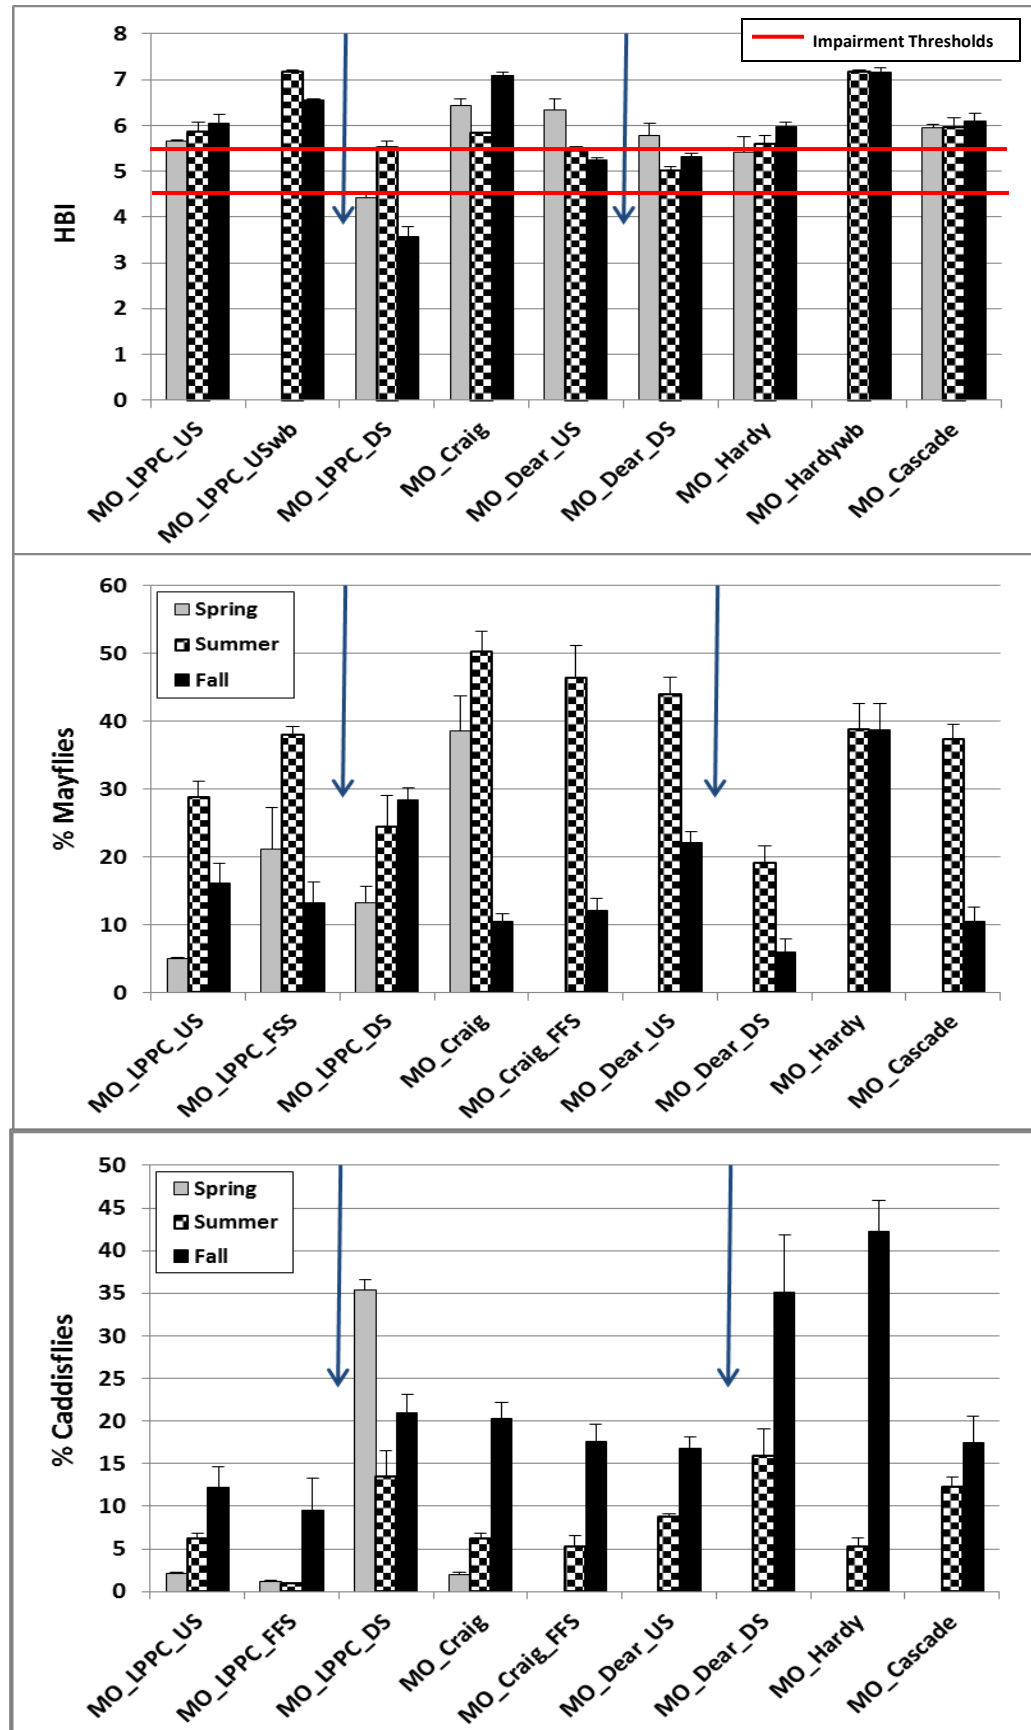 Impairment Thresholds
8
7
6
5
4
3
2
1
0
HBI
MO_LPPC_US
MO_LPPC_USwb
MO_LPPC_DS
MO_Craig
MO_Dear_US
MO_Dear_DS
MO_Hardy
MO_Hardywb
MO_Cascade
60
50
40
30
20
10
0
% Mayflies
Spring
Summer
Fall
MO_LPPC_US
MO_LPPC_FSS
MO_LPPC_DS
MO_Craig
MO_Craig_FFS
MO_Dear_US
MO_Dear_DS
MO_Hardy
MO_Cascade
50
45
40
35
30
25
20
15
10
5
0
% Caddisflies
Spring
Summer
Fall
MO_LPPC_US
MO_LPPC_FFS
MO_LPPC_DS
MO_Craig
MO_Craig_FFS
MO_Dear_US
MO_Dear_DS
MO_Hardy
MO_Cascade